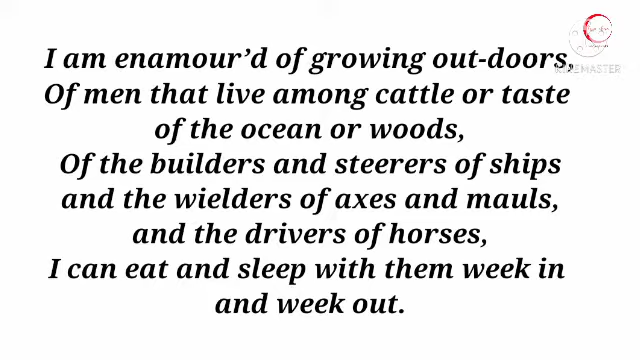 I am enamour’d of growing out-doors,
Of men that live among cattle or taste
of the ocean or woods,
Of the builders and steerers of ships
and the wielders of axes and mauls,
and the drivers of horses,
I can eat and sleep with them week in
and week out.